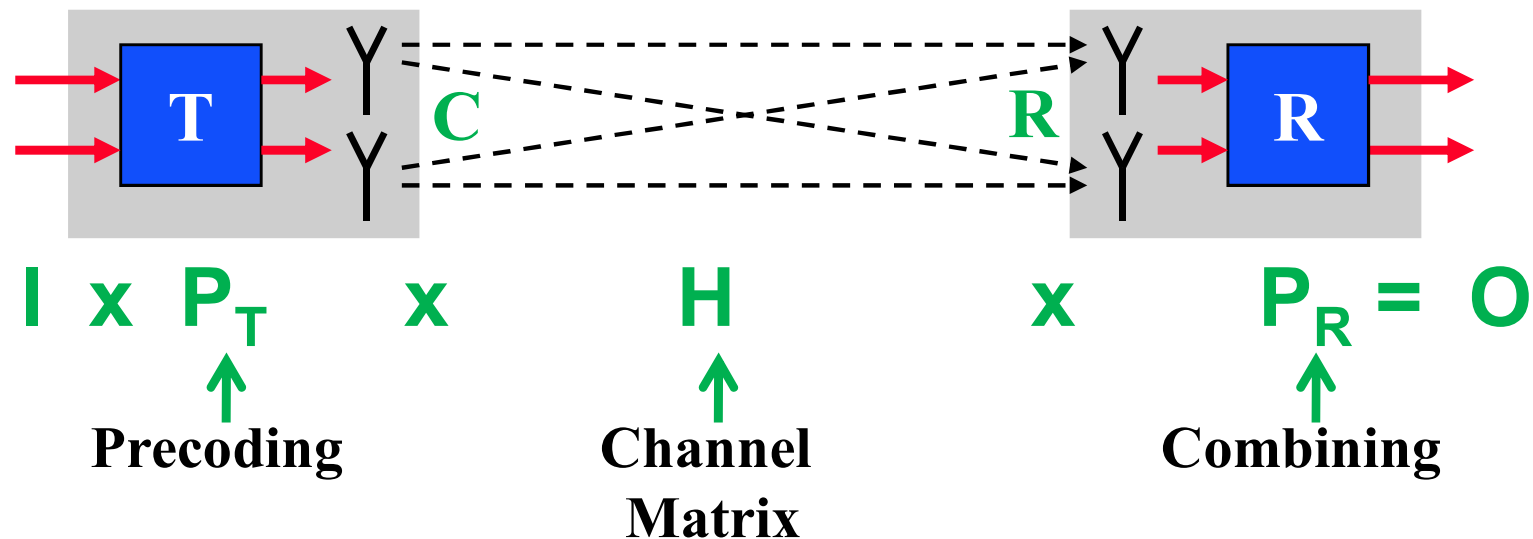 T C R R
I x P_T x H x P_R = O
Precoding Channel Combining
Matrix